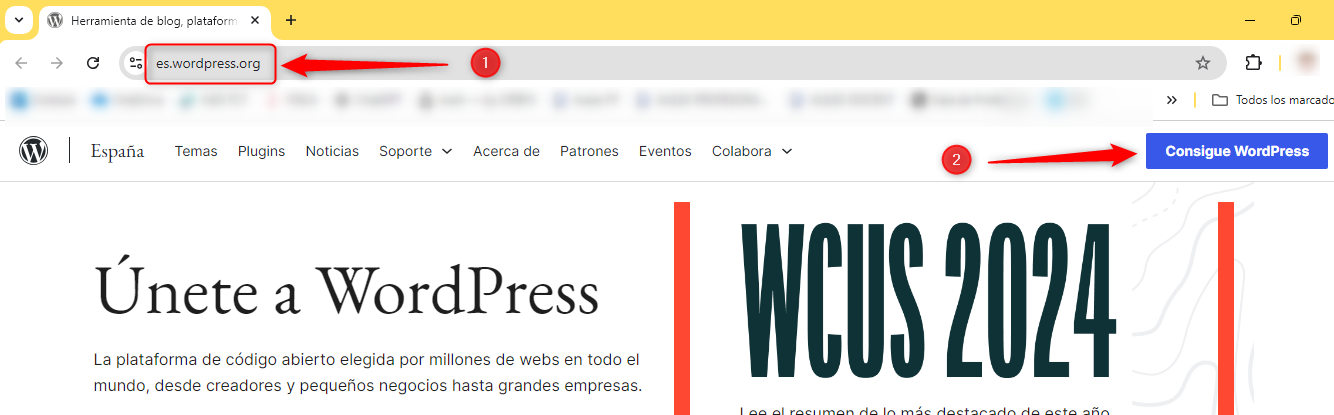 Herramienta de blog, plataform
es.wordpress.org
1
Todos los marcado
España
Temas
Plugins
Noticias
Soporte
Acerca de
Patrones
Eventos
Colabora
2
Consigue WordPress
Únete a WordPress
WCUS 2024
La plataforma de código abierto elegida por millones de webs en todo el
mundo, desde creadores y pequeños negocios hasta grandes empresas.
Lee el resumen de lo más destacado de este año